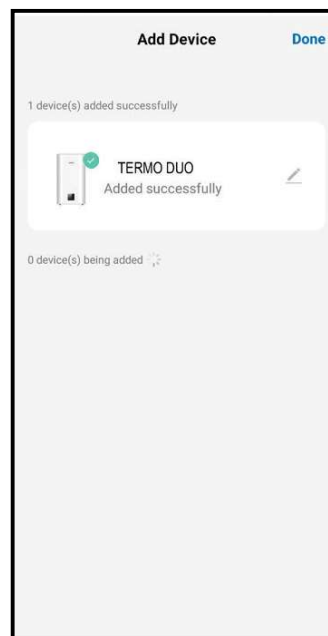 Add Device Done
1 device(s) added successfully
TERMO DUO
Added successfully
0 device(s) being added